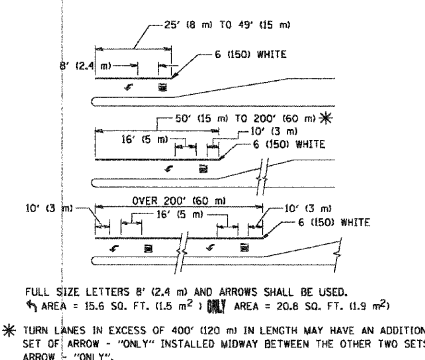 25' (8 m) TO 49' (15 m)
6 (150) WHITE
8' (2.4 m)
50' (15 m) TO 200' (60 m) *
16' (5 m)
10' (3 m)
6 (150) WHITE
OVER 200' (60 m)
10' (3 m)
16' (5 m)
10' (3 m)
6 (150) WHITE
FULL SIZE LETTERS 8' (2.4 m) AND ARROWS SHALL BE USED.
AREA = 15.6 SQ. FT. (1.5 m²) ONLY AREA = 20.8 SQ. FT. (1.9 m²)
* TURN LANES IN EXCESS OF 400' (120 m) IN LENGTH MAY HAVE AN ADDITION
SET OF ARROW - "ONLY" INSTALLED MIDWAY BETWEEN THE OTHER TWO SETS
ARROW - "ONLY".